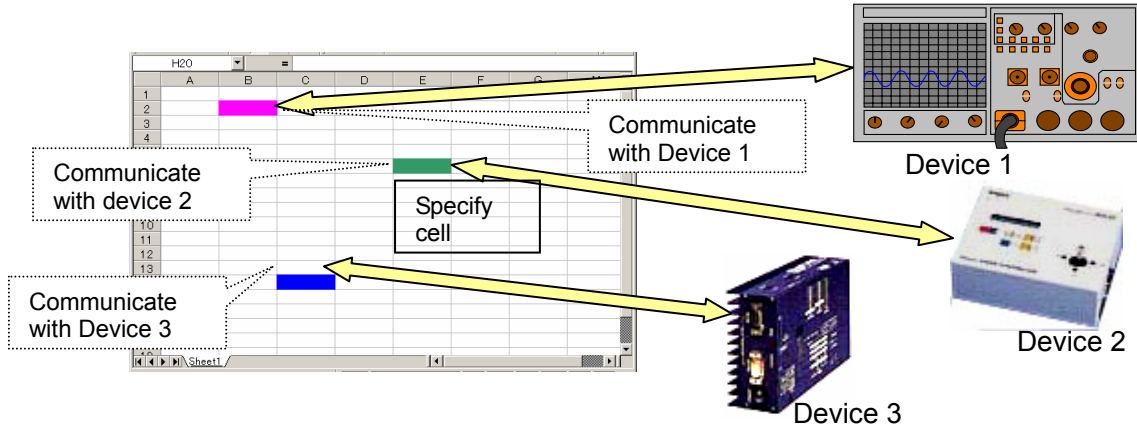 H20
=
A B C D E F G
1
2
3
4
Communicate
with Device 1
Device 1
Communicate
with device 2
Specify
cell
10
11
12
13
Communicate
with Device 3
Device 2
Sheet1
Device 3